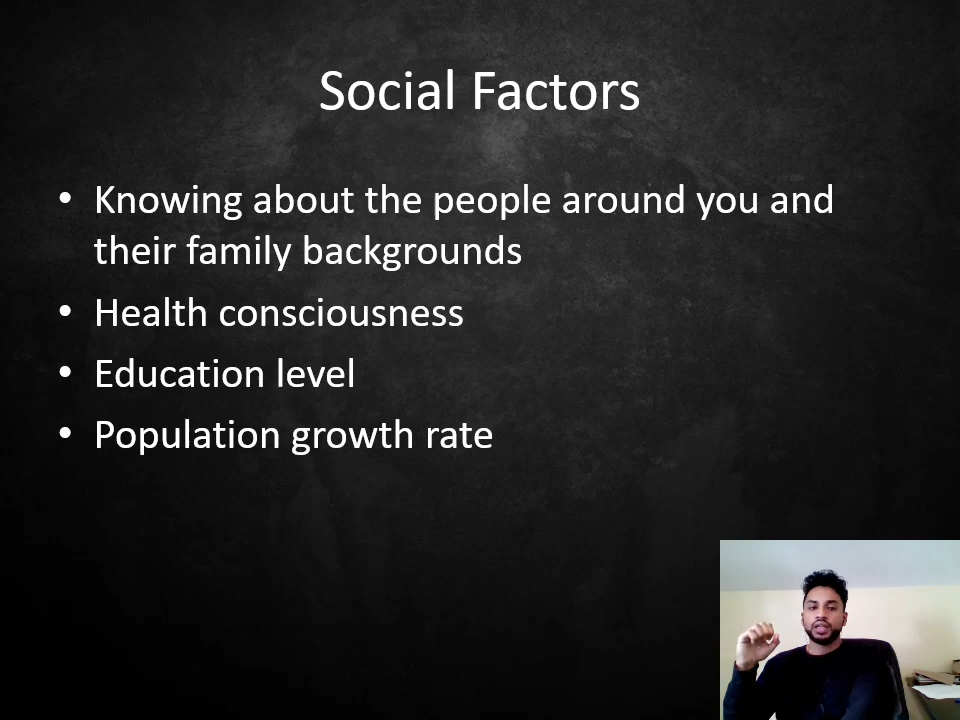 Social Factors
• Knowing about the people around you and
their family backgrounds
• Health consciousness
• Education level
• Population growth rate